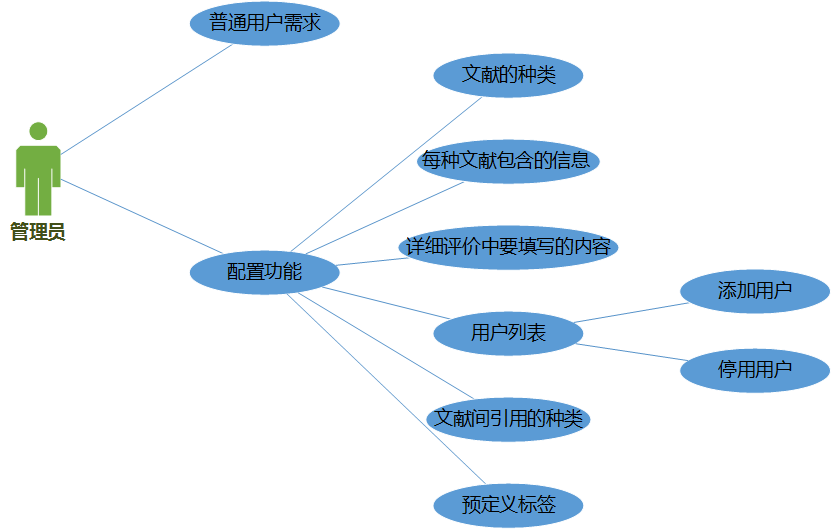 普通用户需求
文献的种类
每种文献包含的信息
管理员
详细评价中要填写的内容
配置功能
添加用户
用户列表
停用用户
文献间引用的种类
预定义标签